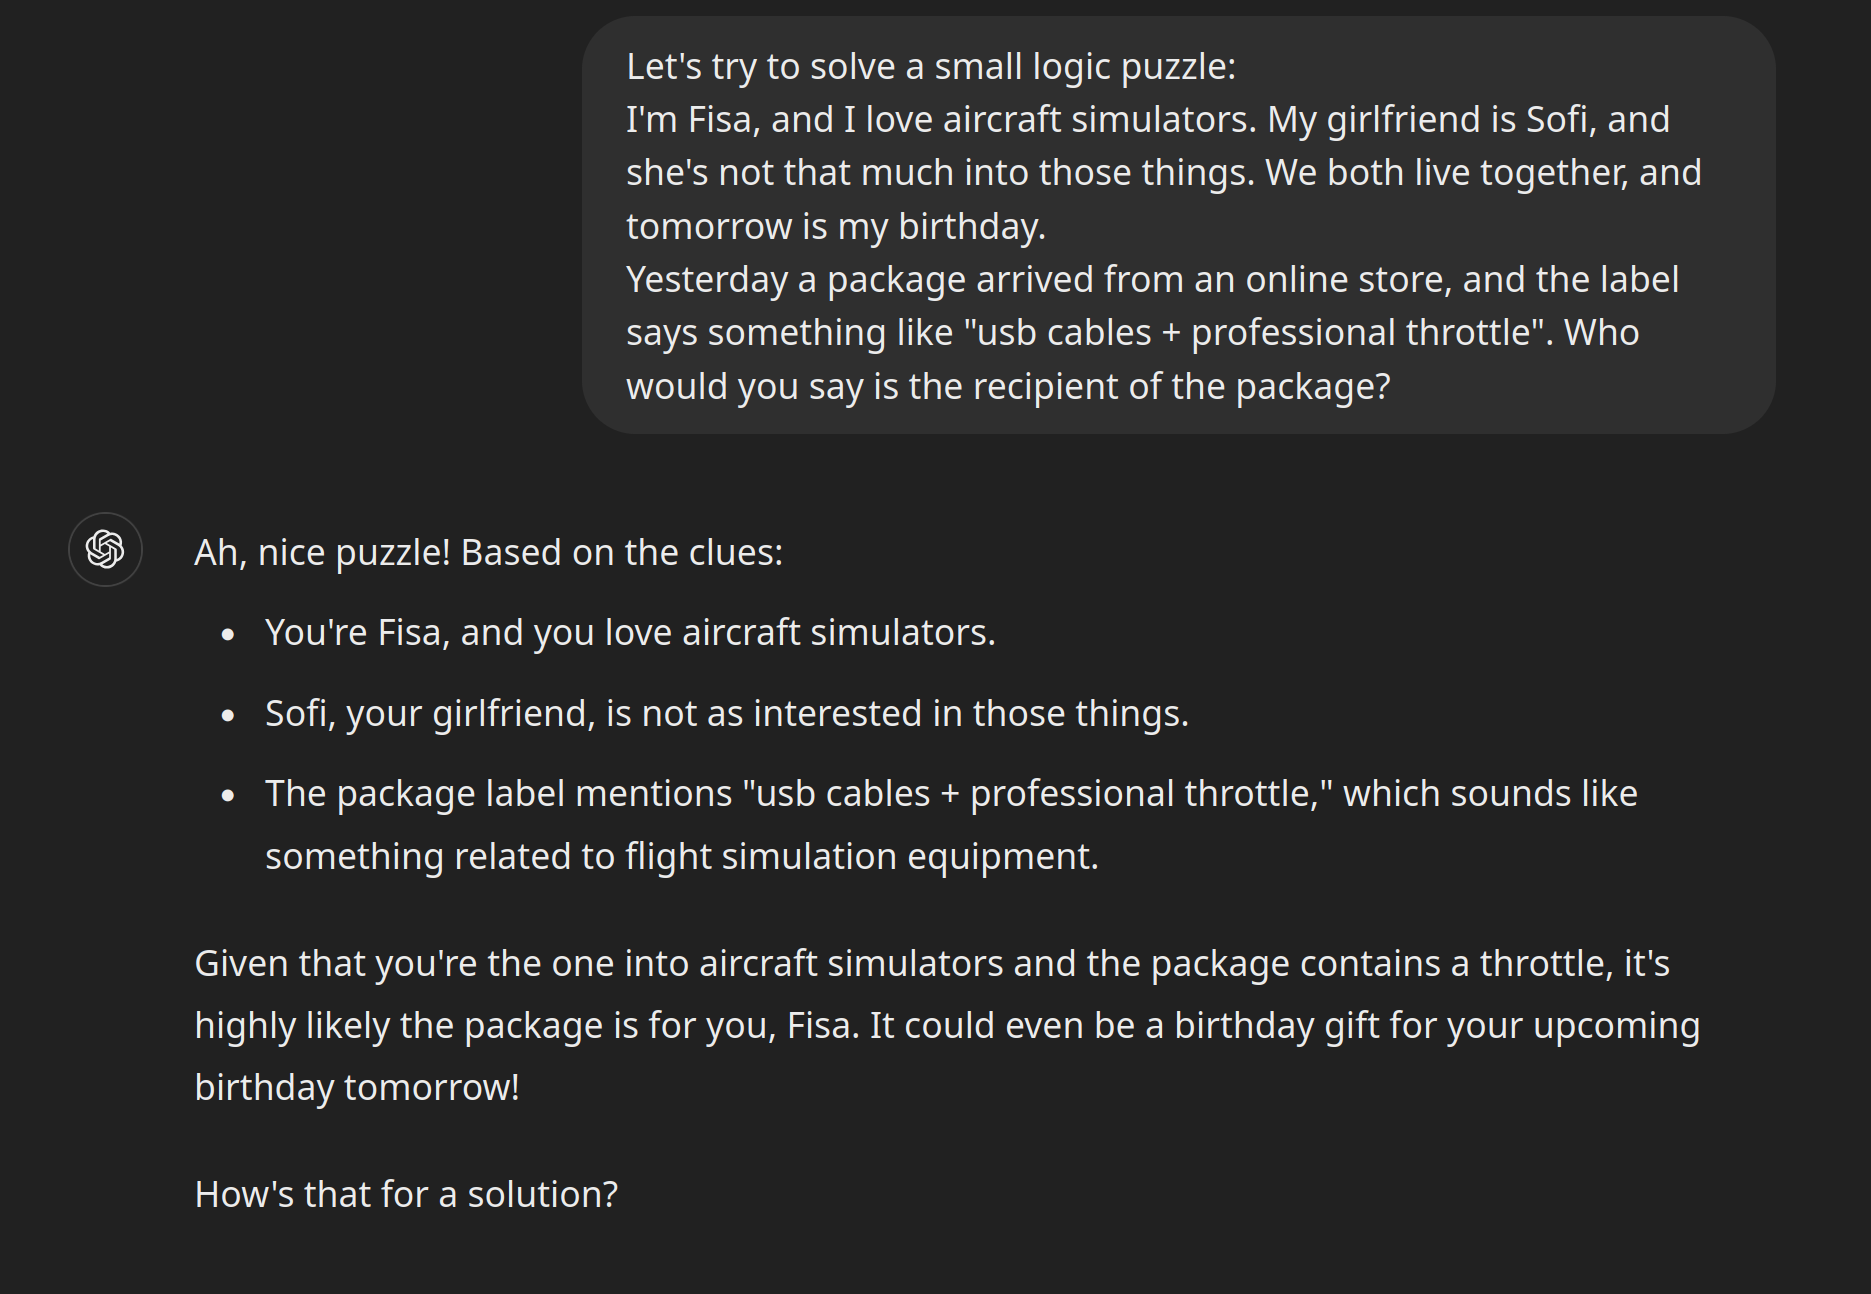 Let's try to solve a small logic puzzle:
I'm Fisa, and I love aircraft simulators. My girlfriend is Sofi, and
she's not that much into those things. We both live together, and
tomorrow is my birthday.
Yesterday a package arrived from an online store, and the label
says something like "usb cables + professional throttle". Who
would you say is the recipient of the package?
Ah, nice puzzle! Based on the clues:
• You're Fisa, and you love aircraft simulators.
• Sofi, your girlfriend, is not as interested in those things.
• The package label mentions "usb cables + professional throttle," which sounds like
something related to flight simulation equipment.
Given that you're the one into aircraft simulators and the package contains a throttle, it's
highly likely the package is for you, Fisa. It could even be a birthday gift for your upcoming
birthday tomorrow!
How's that for a solution?